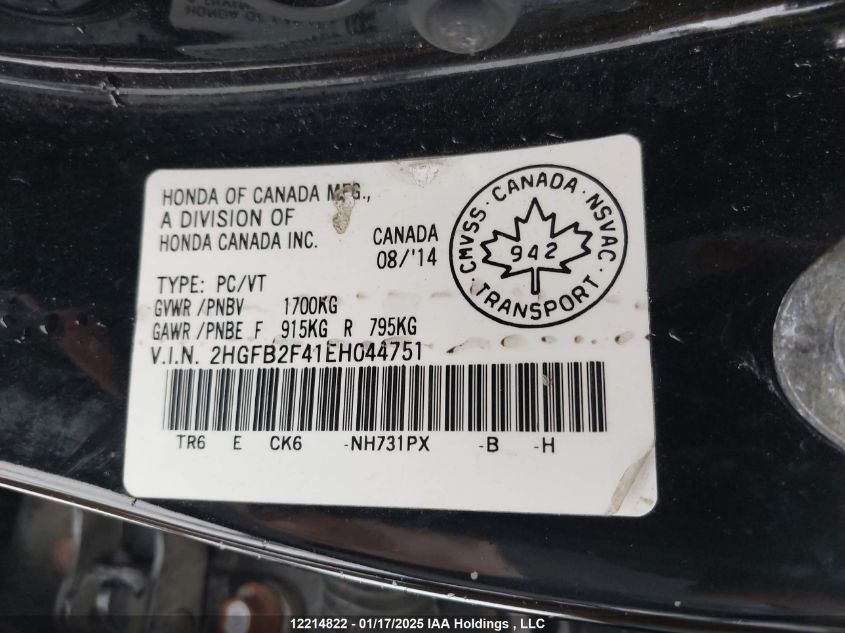 HONDA OF CANADA MFG.,
A DIVISION OF
HONDA CANADA INC.
CANADA
08/'14
TYPE: PC/VT
GVWR /PNBV 1700KG
GAWR /PNBE F 915KG R 795KG
V.I.N. 2HGFB2F41EH044751
TR6 E CK6 -NH731PX -B -H
CMVSS · CANADA · NSVAC
942
· TRANSPORT ·
12214822 - 01/17/2025 IAA Holdings , LLC